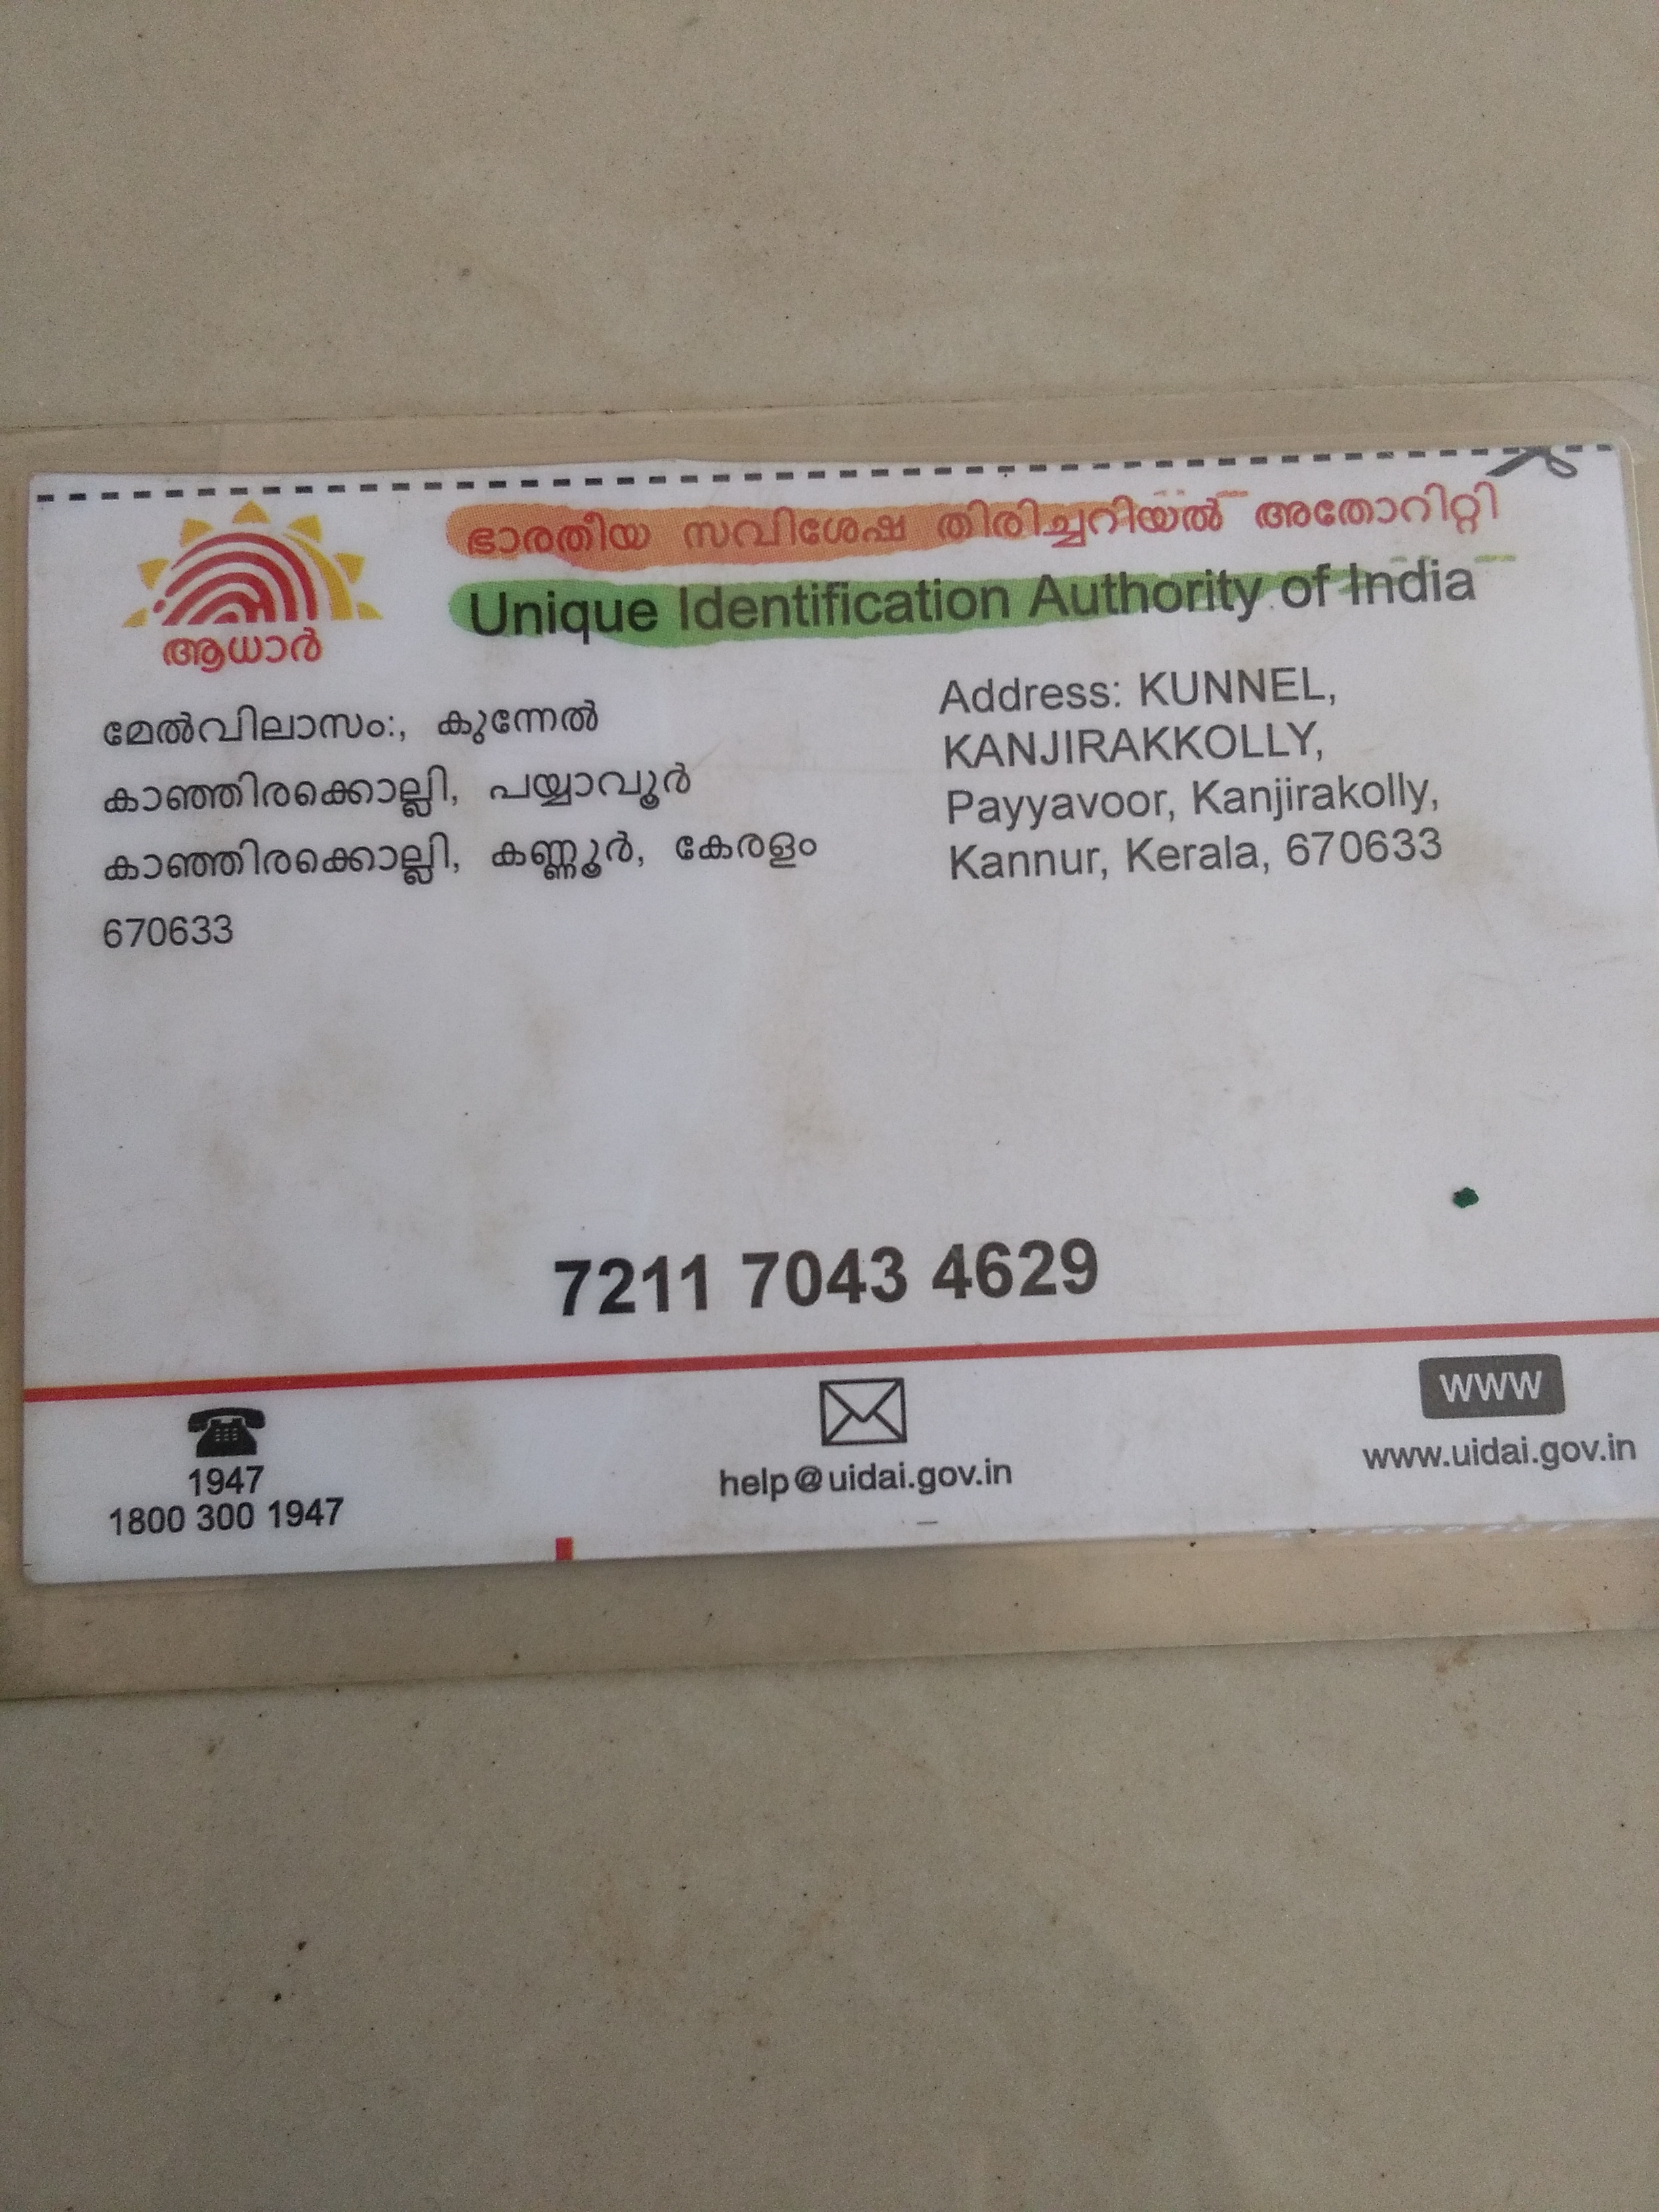 ഭാരതീയ സവിശേഷ തിരിച്ചറിയൽ അതോറിറ്റി
Unique Identification Authority of India
ആധാർ
മേൽവിലാസം:, കുന്നേൽ
കാഞ്ഞിരക്കൊല്ലി, പയ്യാവൂർ
കാഞ്ഞിരക്കൊല്ലി, കണ്ണൂർ, കേരളം
670633
Address: KUNNEL,
KANJIRAKKOLLY,
Payyavoor, Kanjirakolly,
Kannur, Kerala, 670633
7211 7043 4629
1947
1800 300 1947
help@uidai.gov.in
www
www.uidai.gov.in